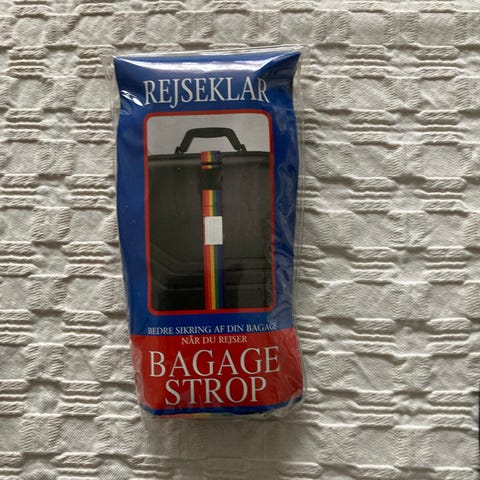 REJSEKLAR
BEDRE SIKRING AF DIN BAGAGE
NÅR DU REJSER
BAGAGE
STROP